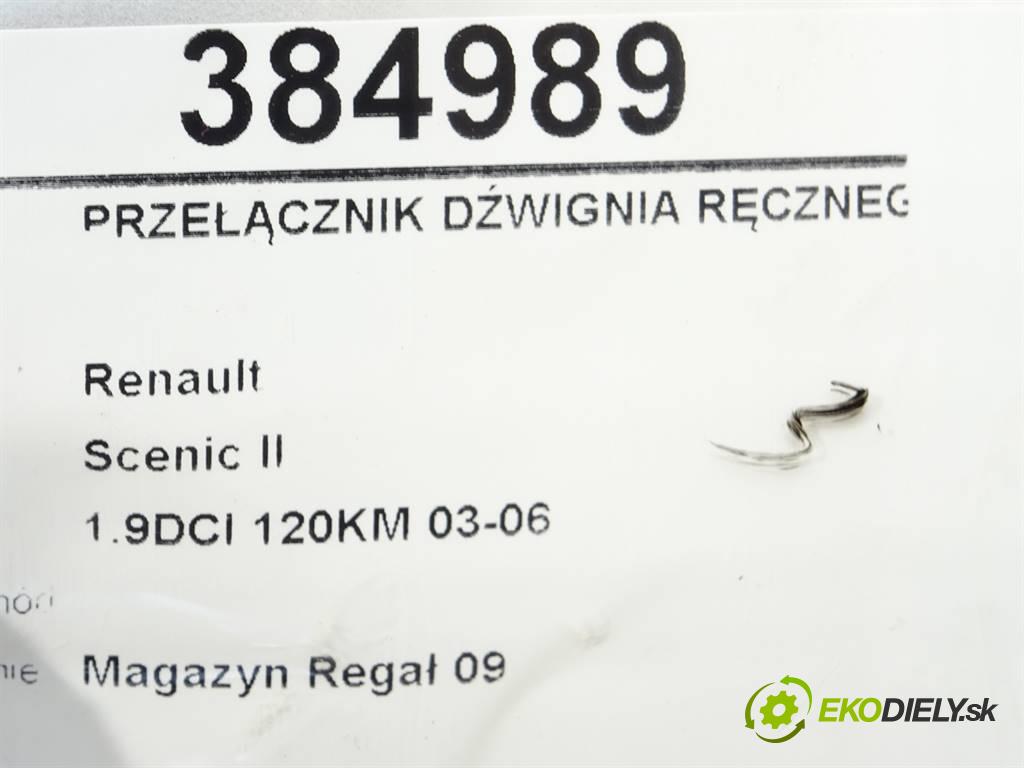 384989
PRZEŁĄCZNIK DŹWIGNIA RĘCZNEG
Renault
Scenic II
1.9DCI 120KM 03-06
Magazyn Regał 09
EKODIELY.sk